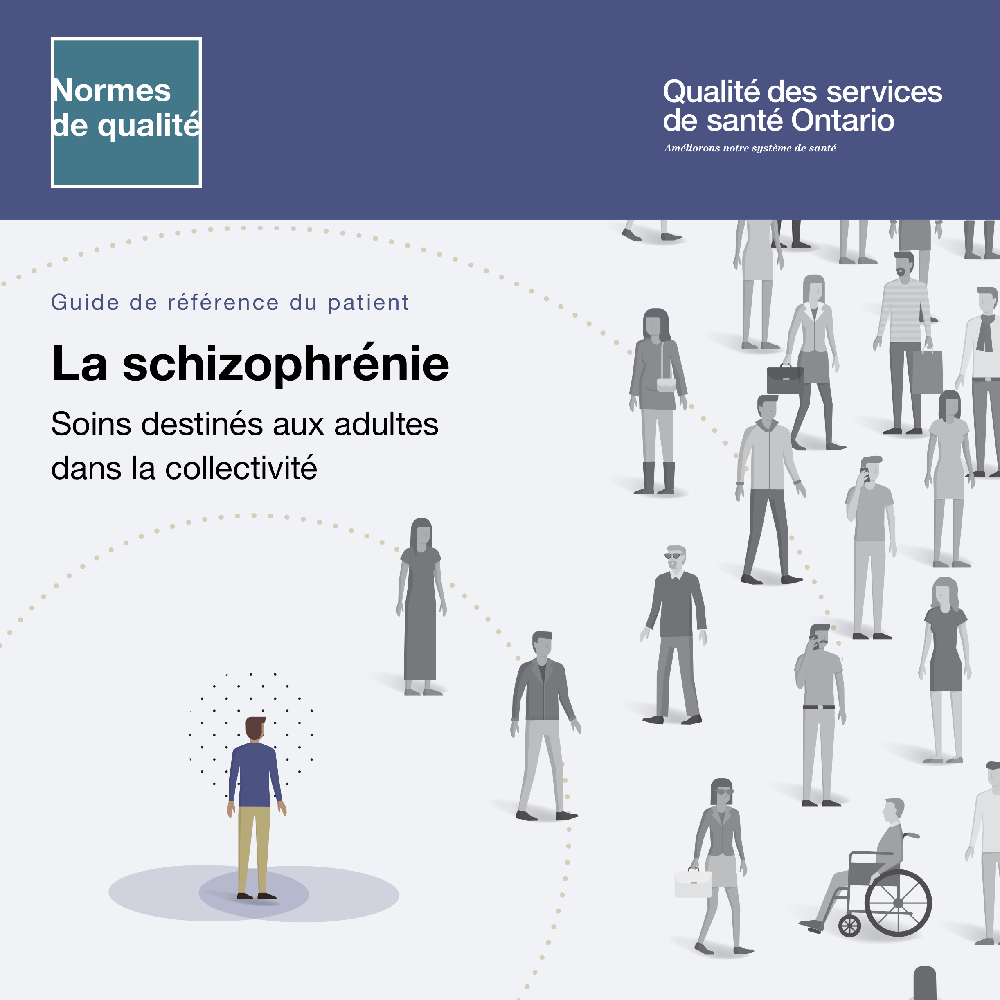 Normes
de qualité
Qualité des services
de santé Ontario
Améliorons notre système de santé
Guide de référence du patient
La schizophrénie
Soins destinés aux adultes
dans la collectivité